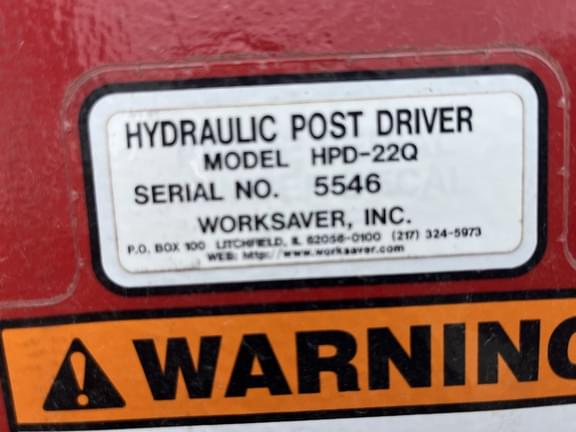 HYDRAULIC POST DRIVER
MODEL HPD-22Q
SERIAL NO. 5546
WORKSAVER, INC.
P.O. BOX 100 LITCHFIELD, IL 62056-0100 (217) 324-5973
WEB: http://www.worksaver.com
WARNING